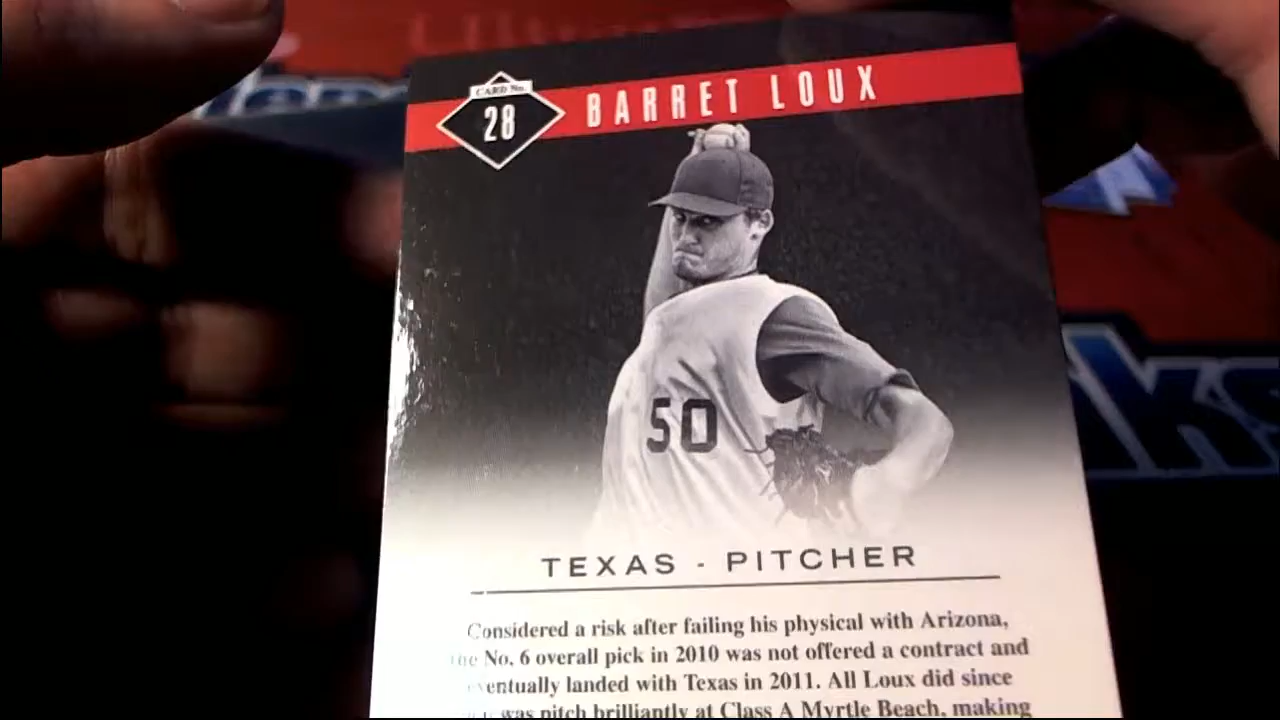 CARD No.
28
BARRET LOUX
50
TEXAS - PITCHER
Considered a risk after failing his physical with Arizona,
the No. 6 overall pick in 2010 was not offered a contract and
eventually landed with Texas in 2011. All Loux did since
was pitch brilliantly at Class A Myrtle Beach, making